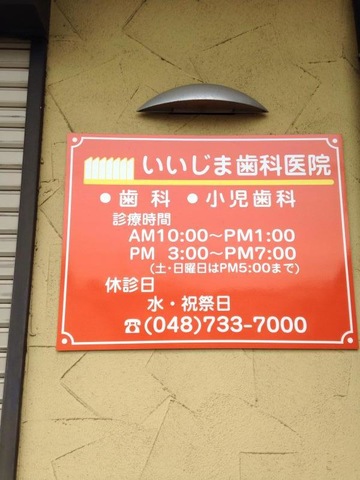 いいじま歯科医院
●歯科 ●小児歯科
診療時間
AM10:00~PM1:00
PM 3:00~PM7:00
(土・日曜日はPM5:00まで)
休診日
水・祝祭日
☎(048)733-7000